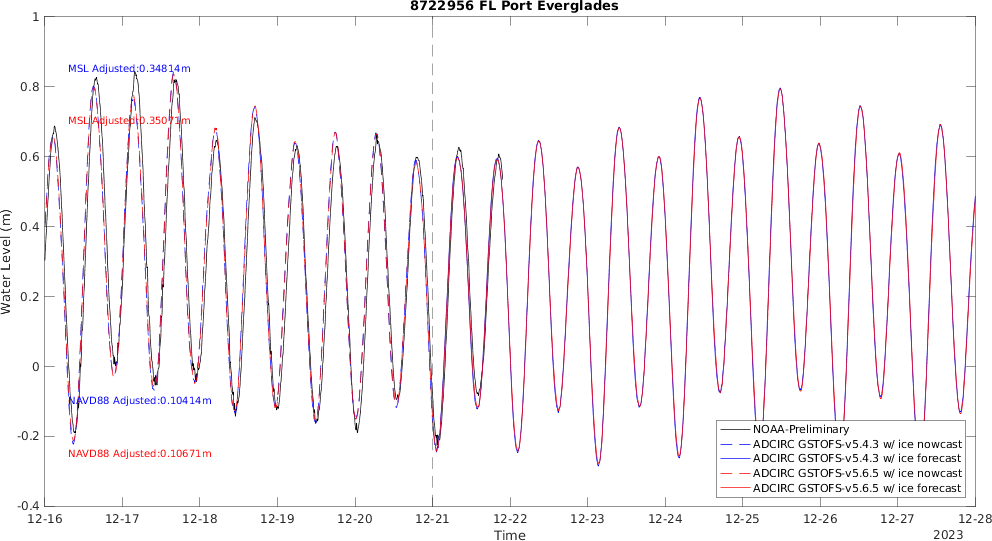 8722956 FL Port Everglades
1
0.8
0.6
0.4
0.2
0
-0.2
-0.4
Water Level (m)
MSL Adjusted:0.34814m
MSL Adjusted:0.35071m
NAVD88 Adjusted:0.10414m
NAVD88 Adjusted:0.10671m
NOAA-Preliminary
ADCIRC GSTOFS-v5.4.3 w/ ice nowcast
ADCIRC GSTOFS-v5.4.3 w/ ice forecast
ADCIRC GSTOFS-v5.6.5 w/ ice nowcast
ADCIRC GSTOFS-v5.6.5 w/ ice forecast
12-16 12-17 12-18 12-19 12-20 12-21 12-22 12-23 12-24 12-25 12-26 12-27 12-28
Time
2023